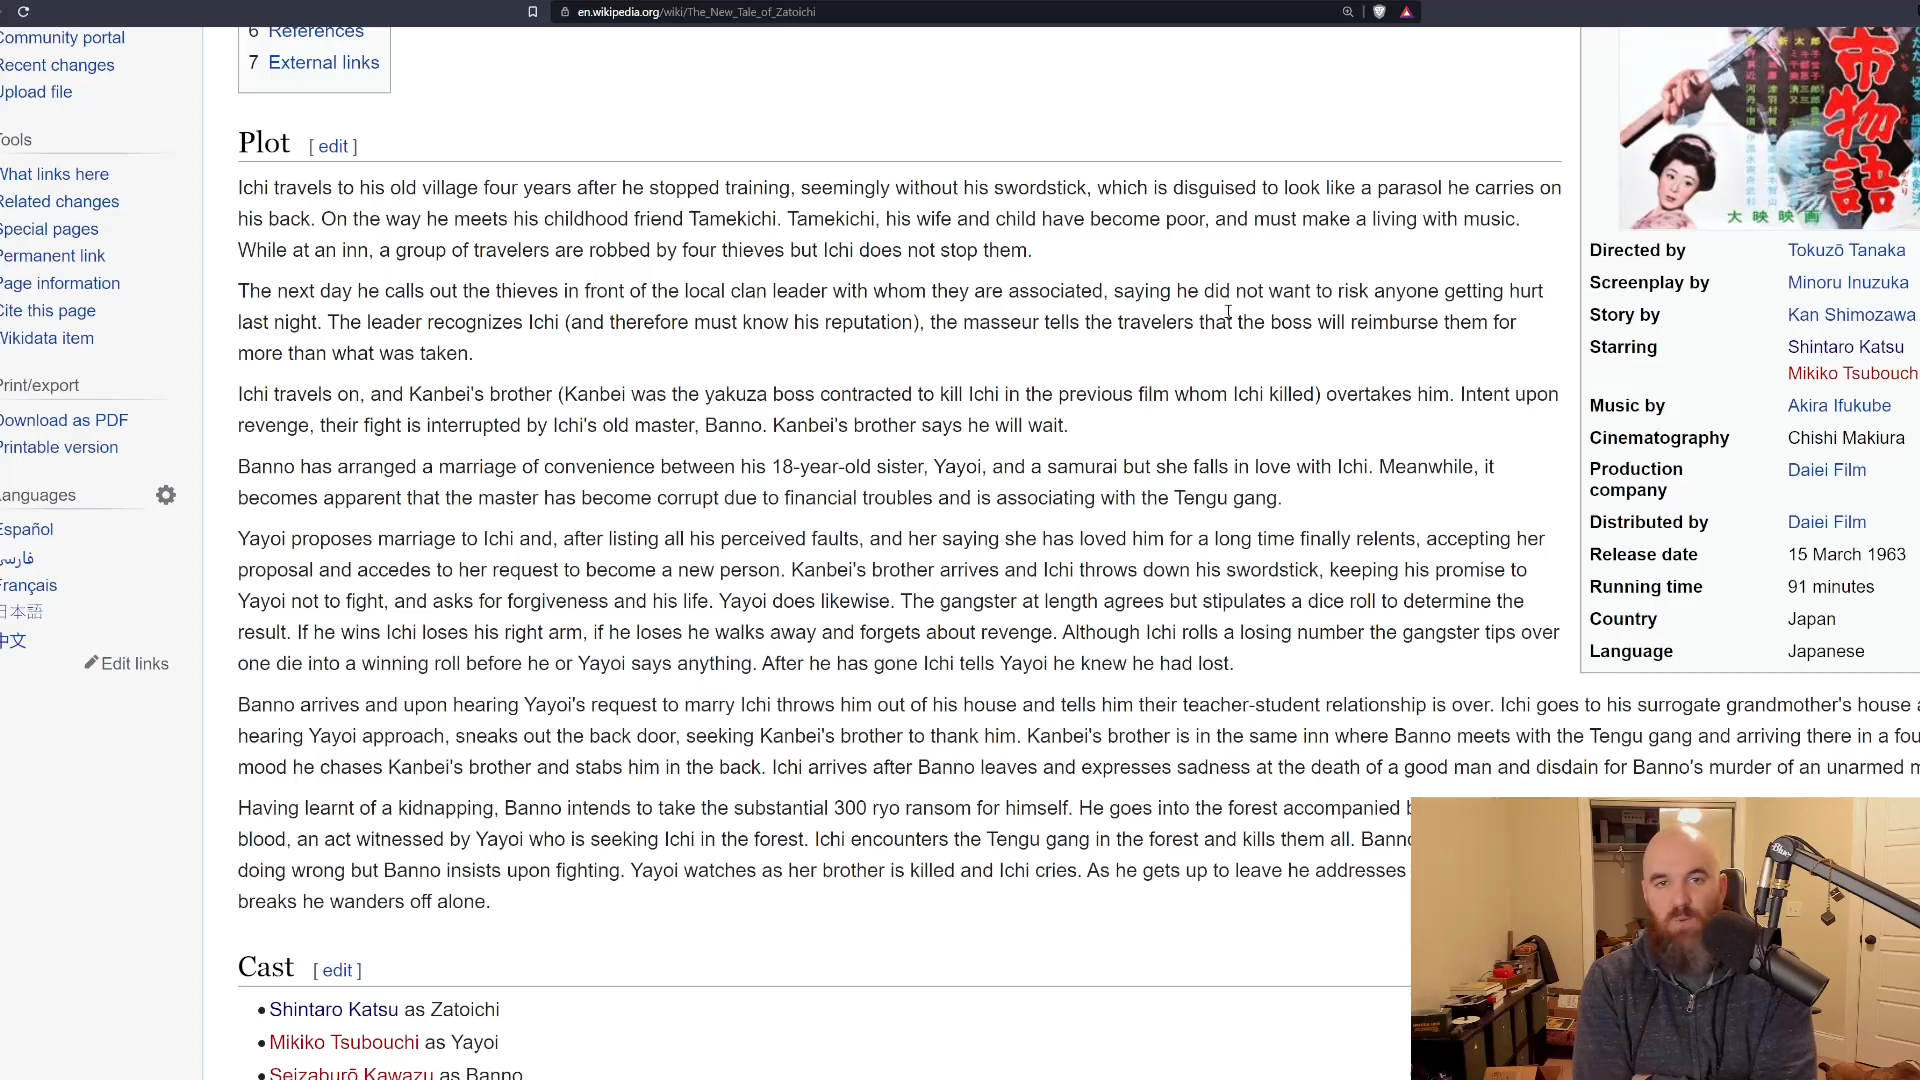 en.wikipedia.org/wiki/The_New_Tale_of_Zatoichi
Community portal
Recent changes
Upload file
Tools
What links here
Related changes
Special pages
Permanent link
Page information
Cite this page
Wikidata item
Print/export
Download as PDF
Printable version
Languages
Español
فارسی
Français
日本語
中文
Edit links
6 References
7 External links
Plot [ edit ]
Ichi travels to his old village four years after he stopped training, seemingly without his swordstick, which is disguised to look like a parasol he carries on
his back. On the way he meets his childhood friend Tamekichi. Tamekichi, his wife and child have become poor, and must make a living with music.
While at an inn, a group of travelers are robbed by four thieves but Ichi does not stop them.
The next day he calls out the thieves in front of the local clan leader with whom they are associated, saying he did not want to risk anyone getting hurt
last night. The leader recognizes Ichi (and therefore must know his reputation), the masseur tells the travelers that the boss will reimburse them for
more than what was taken.
Ichi travels on, and Kanbei's brother (Kanbei was the yakuza boss contracted to kill Ichi in the previous film whom Ichi killed) overtakes him. Intent upon
revenge, their fight is interrupted by Ichi's old master, Banno. Kanbei's brother says he will wait.
Banno has arranged a marriage of convenience between his 18-year-old sister, Yayoi, and a samurai but she falls in love with Ichi. Meanwhile, it
becomes apparent that the master has become corrupt due to financial troubles and is associating with the Tengu gang.
Yayoi proposes marriage to Ichi and, after listing all his perceived faults, and her saying she has loved him for a long time finally relents, accepting her
proposal and accedes to her request to become a new person. Kanbei's brother arrives and Ichi throws down his swordstick, keeping his promise to
Yayoi not to fight, and asks for forgiveness and his life. Yayoi does likewise. The gangster at length agrees but stipulates a dice roll to determine the
result. If he wins Ichi loses his right arm, if he loses he walks away and forgets about revenge. Although Ichi rolls a losing number the gangster tips over
one die into a winning roll before he or Yayoi says anything. After he has gone Ichi tells Yayoi he knew he had lost.
Banno arrives and upon hearing Yayoi's request to marry Ichi throws him out of his house and tells him their teacher-student relationship is over. Ichi goes to his surrogate grandmother's house a
hearing Yayoi approach, sneaks out the back door, seeking Kanbei's brother to thank him. Kanbei's brother is in the same inn where Banno meets with the Tengu gang and arriving there in a fou
mood he chases Kanbei's brother and stabs him in the back. Ichi arrives after Banno leaves and expresses sadness at the death of a good man and disdain for Banno's murder of an unarmed m
Having learnt of a kidnapping, Banno intends to take the substantial 300 ryo ransom for himself. He goes into the forest accompanied b
blood, an act witnessed by Yayoi who is seeking Ichi in the forest. Ichi encounters the Tengu gang in the forest and kills them all. Banno
doing wrong but Banno insists upon fighting. Yayoi watches as her brother is killed and Ichi cries. As he gets up to leave he addresses
breaks he wanders off alone.
Cast [ edit ]
Shintaro Katsu as Zatoichi
Mikiko Tsubouchi as Yayoi
Seizaburō Kawazu as Banno
市物語
大映映画
Directed by Tokuzō Tanaka
Screenplay by Minoru Inuzuka
Story by Kan Shimozawa
Starring Shintaro Katsu
Mikiko Tsubouch
Music by Akira Ifukube
Cinematography Chishi Makiura
Production
company Daiei Film
Distributed by Daiei Film
Release date 15 March 1963
Running time 91 minutes
Country Japan
Language Japanese
Blue